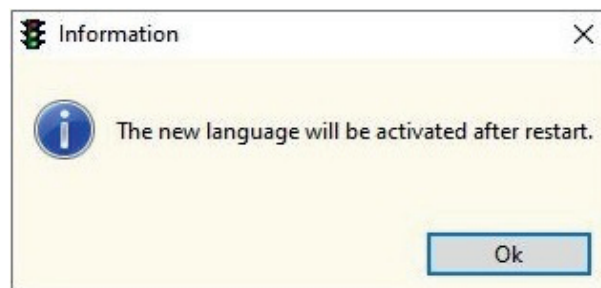 Information
The new language will be activated after restart.
Ok